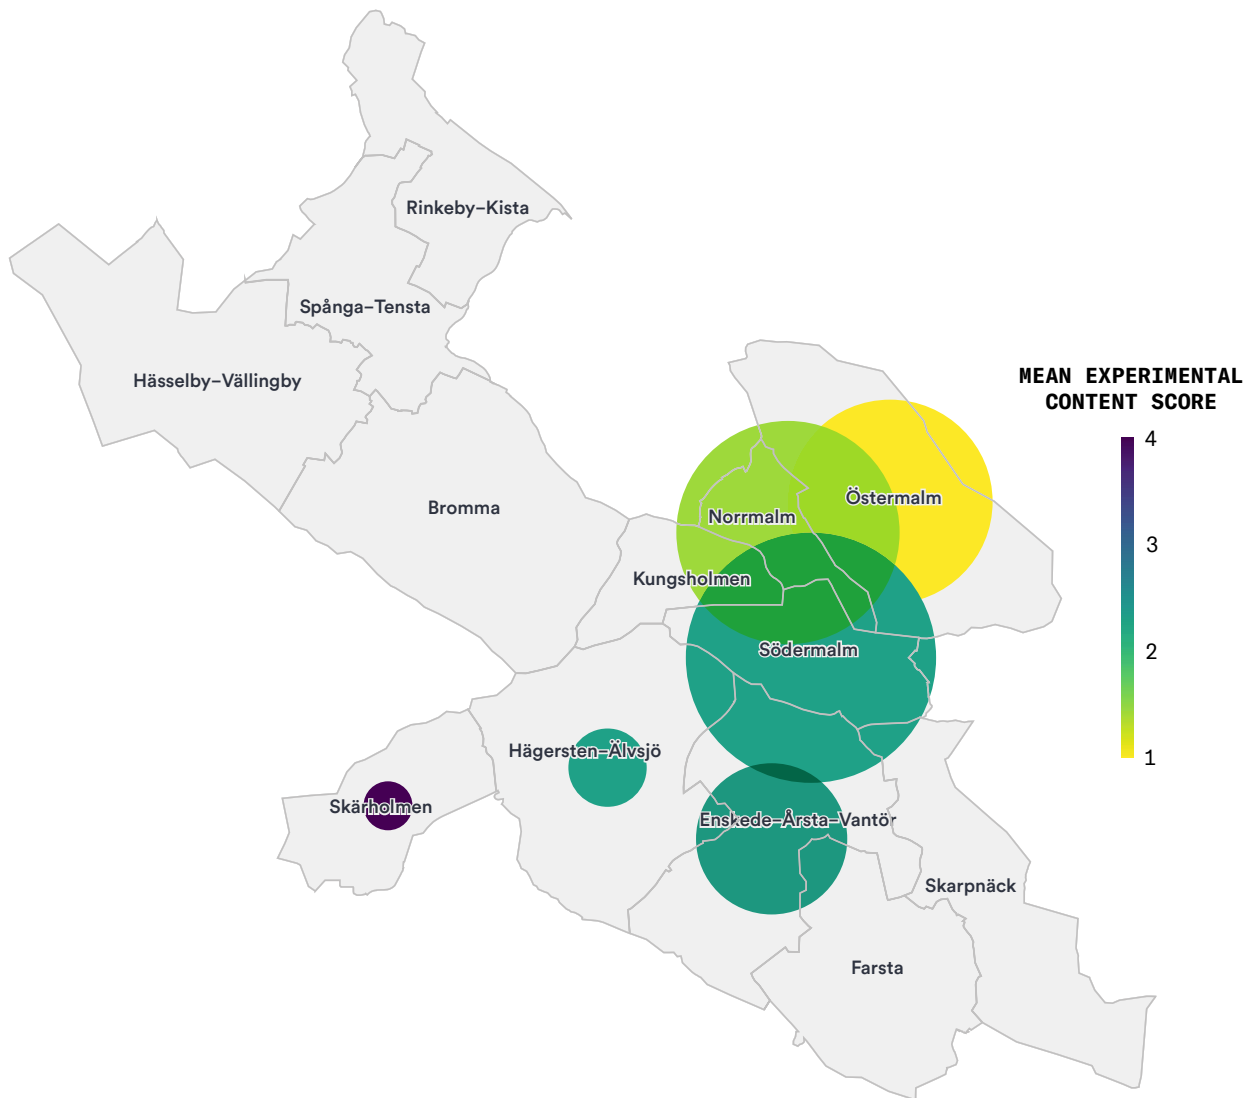 Rinkeby–Kista
Spånga–Tensta
Hässelby–Vällingby
MEAN EXPERIMENTAL
CONTENT SCORE
4
Östermalm
Bromma
Norrmalm
3
Kungsholmen
Södermalm
2
Hägersten–Älvsjö
1
Skärholmen
Enskede–Årsta–Vantör
Skarpnäck
Farsta